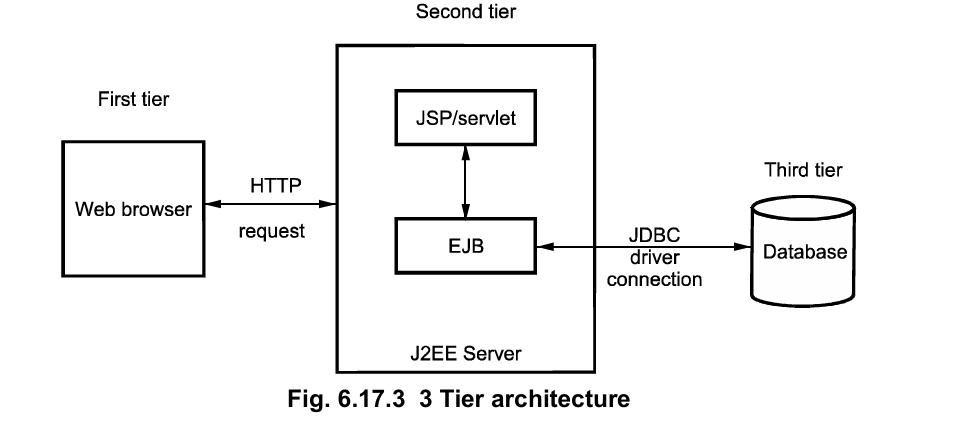 Second tier
First tier
JSP/servlet
Third tier
HTTP
Web browser
request
EJB
JDBC
driver
connection
Database
J2EE Server
Fig. 6.17.3 3 Tier architecture